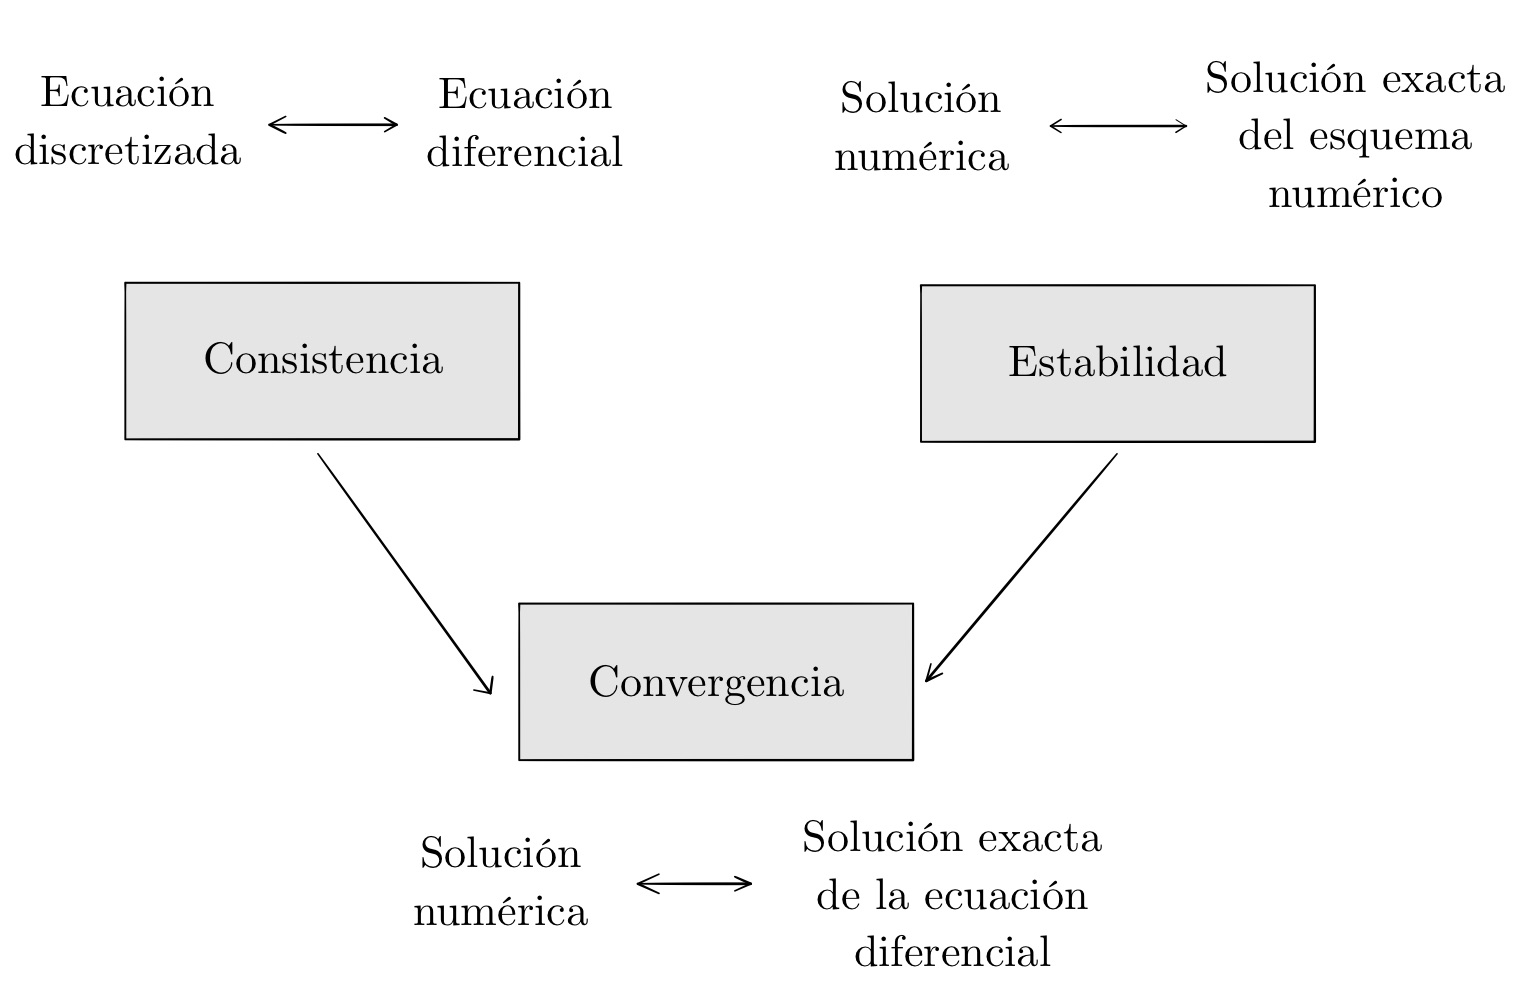 Ecuación
discretizada
Ecuación
diferencial
Solución
numérica
Solución exacta
del esquema
numérico
Consistencia
Estabilidad
Convergencia
Solución
numérica
Solución exacta
de la ecuación
diferencial